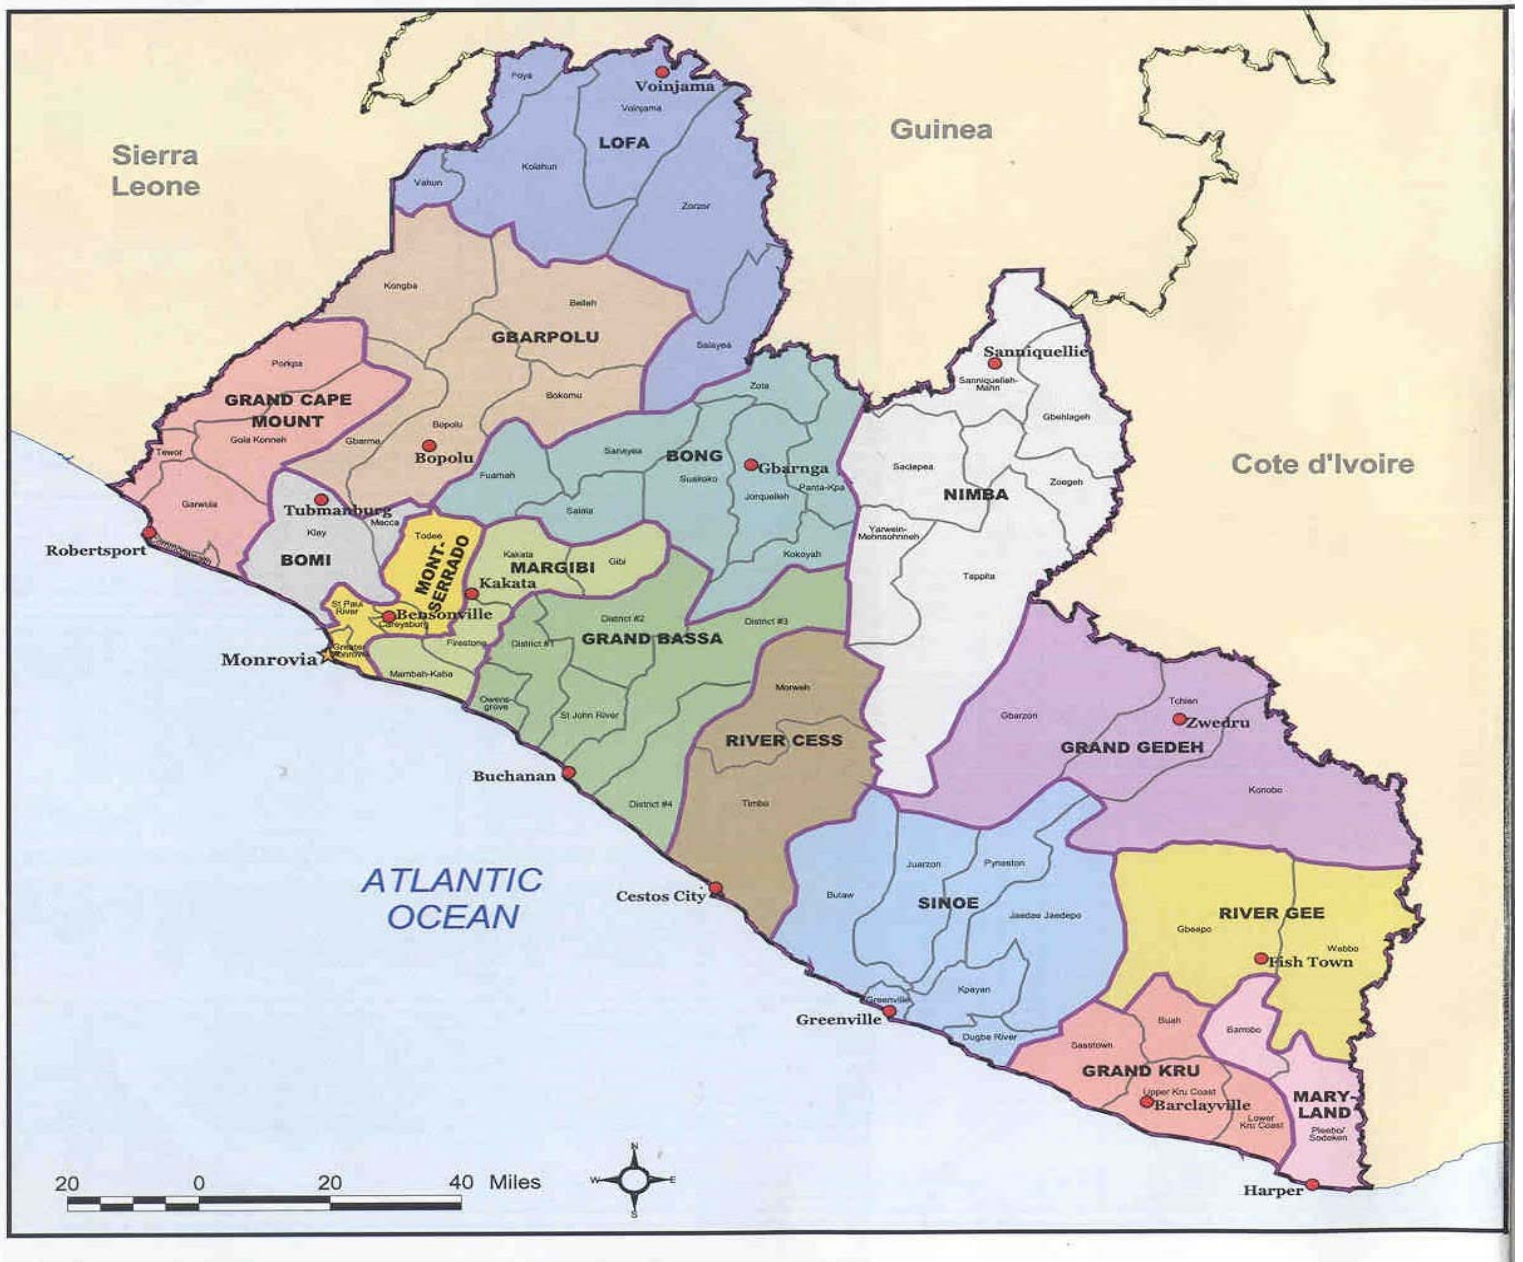 Sierra
Leone
Guinea
Cote d'Ivoire
ATLANTIC
OCEAN
Foya
Voinjama
Voinjama
LOFA
Kolahun
Vahun
Zorzor
Salayea
Kongba
Belleh
GBARPOLU
Bokomu
Bopolu
Gbarma
Bopolu
Porkpa
GRAND CAPE
MOUNT
Gola Konneh
Tewor
Garwula
Robertsport
Tubmanburg
Mecca
Klay
BOMI
Todee
MONT-
SERRADO
St Paul
River
Bensonville
Careysburg
Greater
Monrovia
Monrovia
Kakata
Gibi
MARGIBI
Kakata
Firestone
Mambah-Kaba
Zota
Sanayea
BONG
Fuamah
Suakoko
Gbarnga
Jorquelleh
Panta-Kpa
Salala
Kokoyah
Sanniquellie
Sanniquelleh-
Mahn
Gbehlageh
Saclepea
NIMBA
Zoegeh
Yarwein-
Mehnsohnneh
Tappita
District #2
District #3
GRAND BASSA
District #1
Owens-
grove
St John River
Buchanan
District #4
Morweh
RIVER CESS
Timbo
Cestos City
Gbarzon
Tchien
Zwedru
GRAND GEDEH
Konobo
Juarzon
Pyneston
Butaw
SINOE
Jaedae Jaedepo
Kpayan
Greenville
Greenville
Dugbe River
RIVER GEE
Gbeapo
Webbo
Fish Town
Buah
Barrobo
Sasstown
GRAND KRU
Upper Kru Coast
Barclayville
Lower
Kru Coast
MARY-
LAND
Pleebo/
Sodeken
Harper
20 0 20 40 Miles
N
W E
S